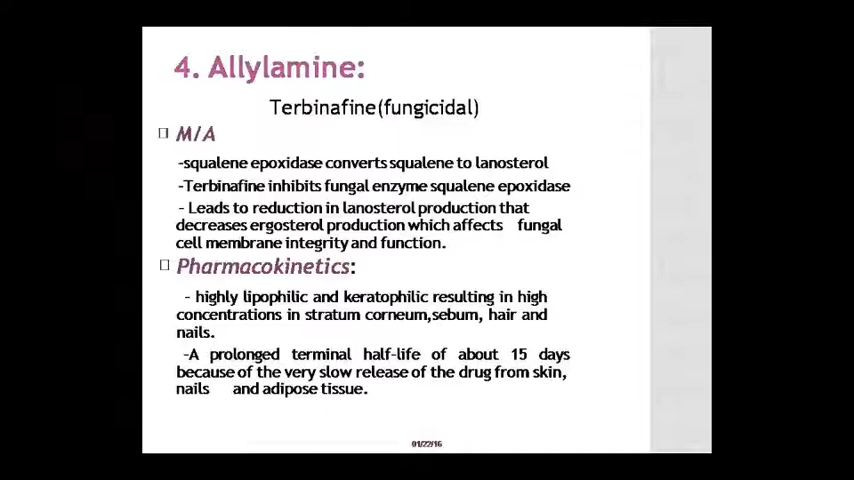 4. Allylamine:
Terbinafine(fungicidal)
M/A
-squalene epoxidase converts squalene to lanosterol
-Terbinafine inhibits fungal enzyme squalene epoxidase
- Leads to reduction in lanosterol production that
decreases ergosterol production which affects fungal
cell membrane integrity and function.
Pharmacokinetics:
- highly lipophilic and keratophilic resulting in high
concentrations in stratum corneum,sebum, hair and
nails.
-A prolonged terminal half-life of about 15 days
because of the very slow release of the drug from skin,
nails and adipose tissue.
01/22/16